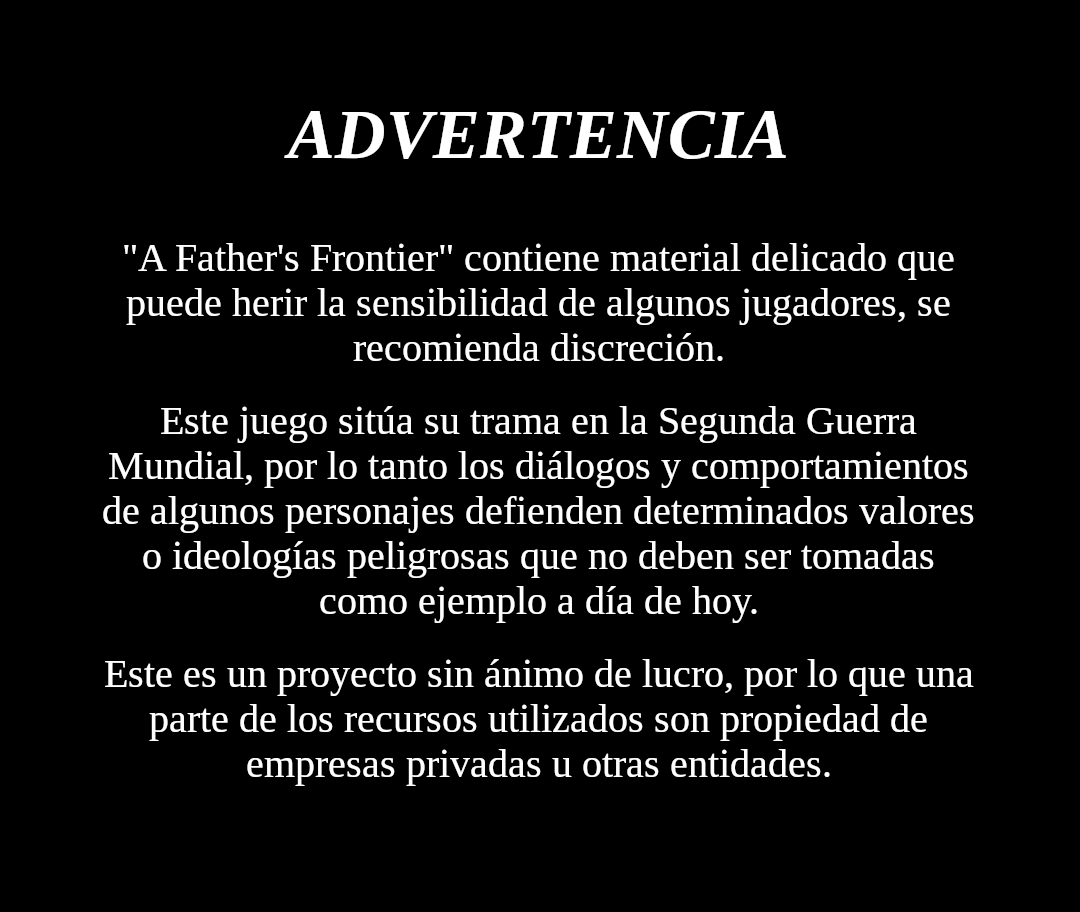 ADVERTENCIA
"A Father's Frontier" contiene material delicado que
puede herir la sensibilidad de algunos jugadores, se
recomienda discreción.
Este juego sitúa su trama en la Segunda Guerra
Mundial, por lo tanto los diálogos y comportamientos
de algunos personajes defienden determinados valores
o ideologías peligrosas que no deben ser tomadas
como ejemplo a día de hoy.
Este es un proyecto sin ánimo de lucro, por lo que una
parte de los recursos utilizados son propiedad de
empresas privadas u otras entidades.